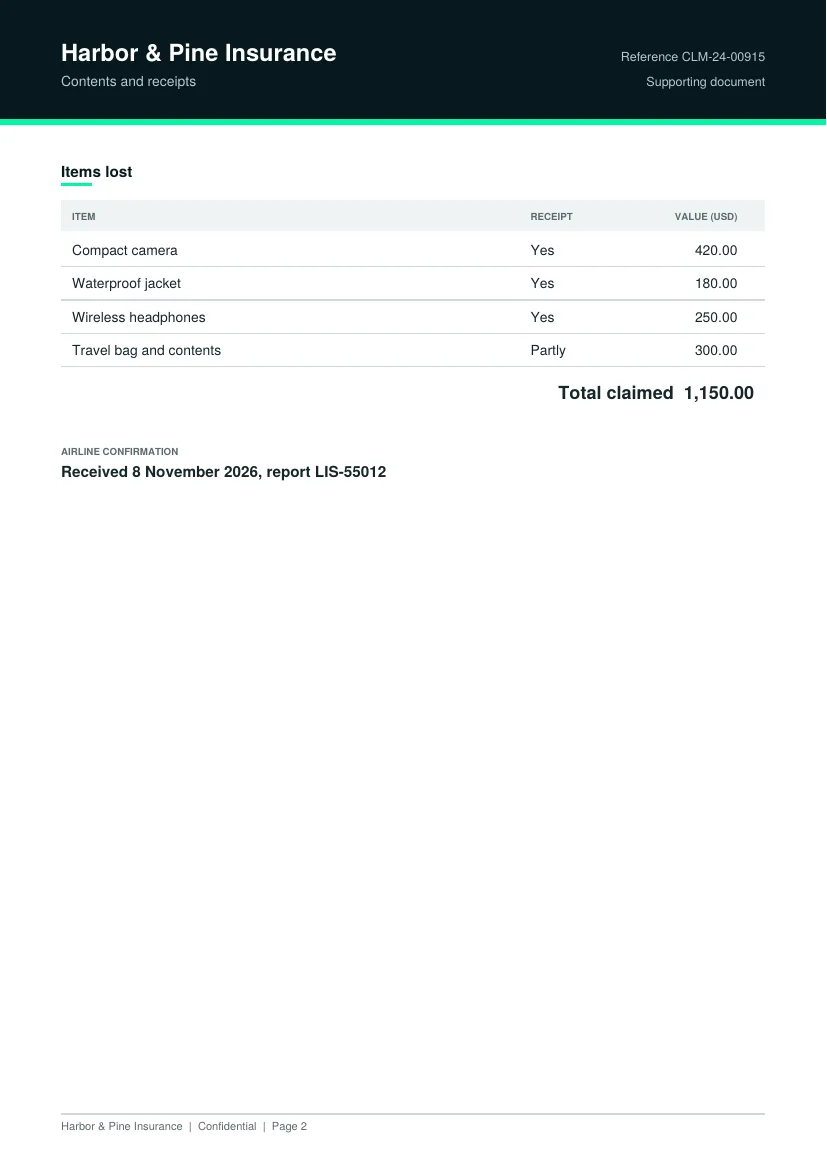 Harbor & Pine Insurance
Contents and receipts
Reference CLM-24-00915
Supporting document
Items lost
ITEM RECEIPT VALUE (USD)
Compact camera Yes 420.00
Waterproof jacket Yes 180.00
Wireless headphones Yes 250.00
Travel bag and contents Partly 300.00
Total claimed 1,150.00
AIRLINE CONFIRMATION
Received 8 November 2026, report LIS-55012
Harbor & Pine Insurance | Confidential | Page 2